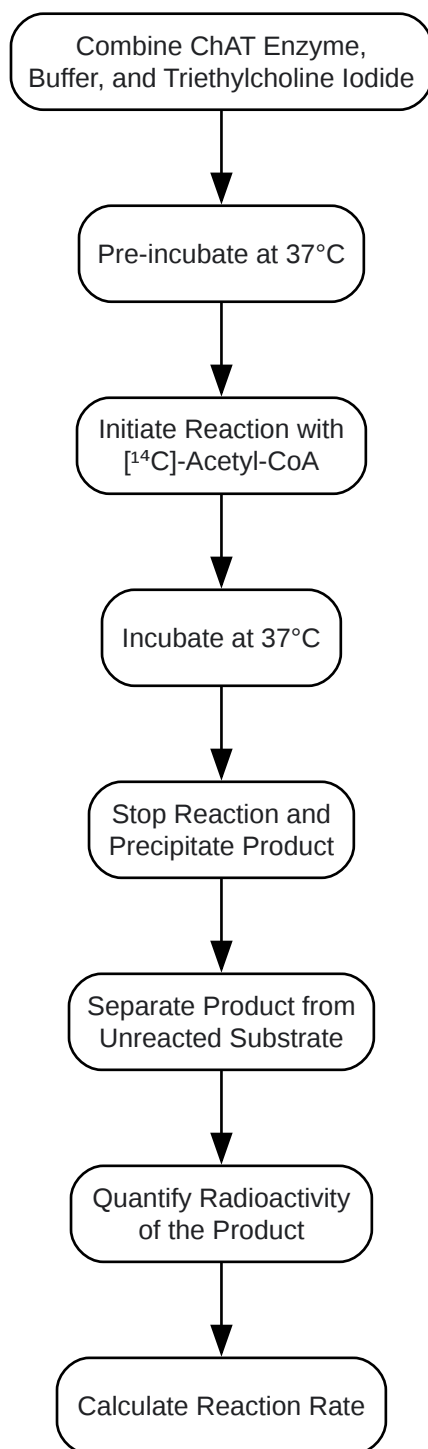 Combine ChAT Enzyme,
Buffer, and Triethylcholine Iodide
Pre-incubate at 37°C
Initiate Reaction with
[¹⁴C]-Acetyl-CoA
Incubate at 37°C
Stop Reaction and
Precipitate Product
Separate Product from
Unreacted Substrate
Quantify Radioactivity
of the Product
Calculate Reaction Rate